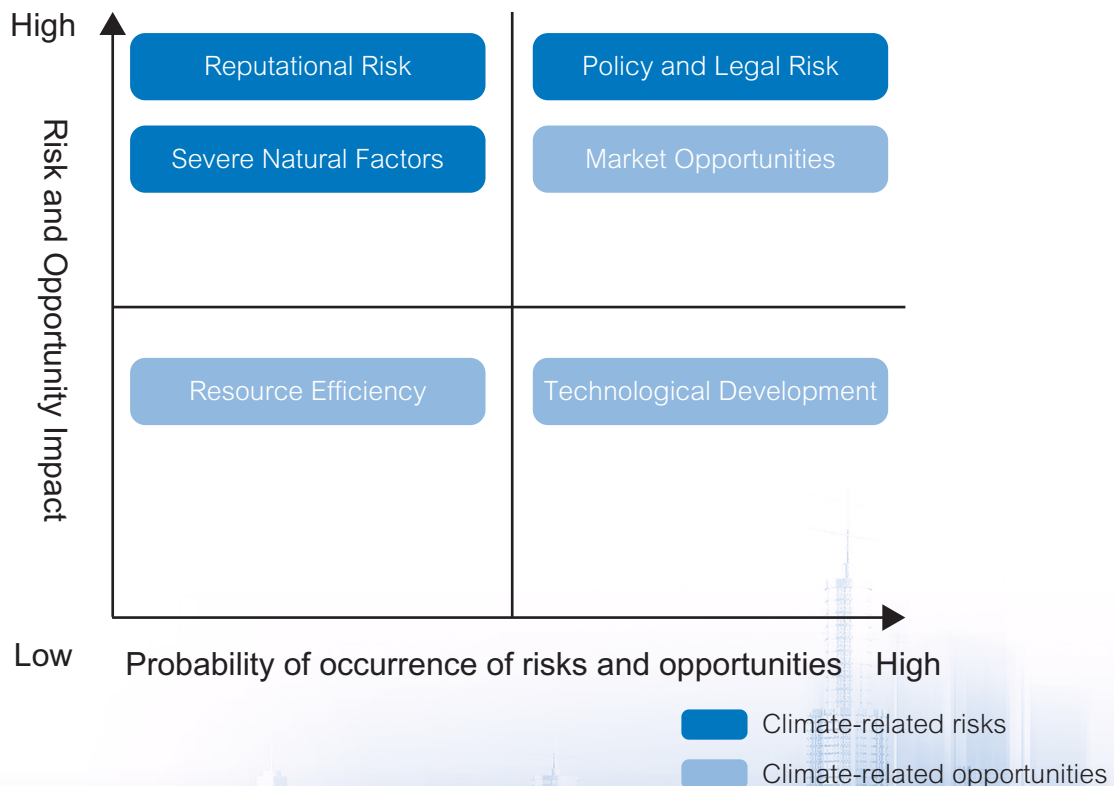 High
Reputational Risk
Policy and Legal Risk
Severe Natural Factors
Market Opportunities
Risk and Opportunity Impact
Resource Efficiency
Technological Development
Low
Probability of occurrence of risks and opportunities
High
Climate-related risks
Climate-related opportunities